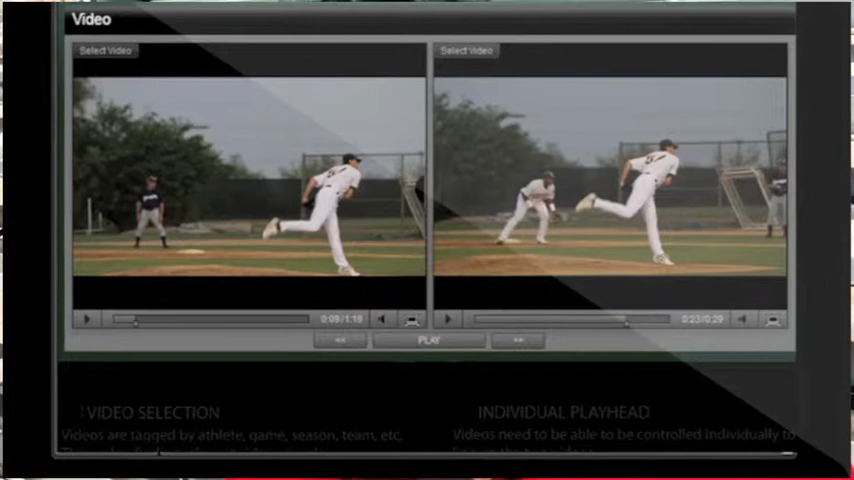 Video
Select Video
Select Video
0:09/1:18
0:23/0:29
<<
PLAY
>>
VIDEO SELECTION
INDIVIDUAL PLAYHEAD
Videos are tagged by athlete, game, season, team, etc.
Videos need to be able to be controlled individually to